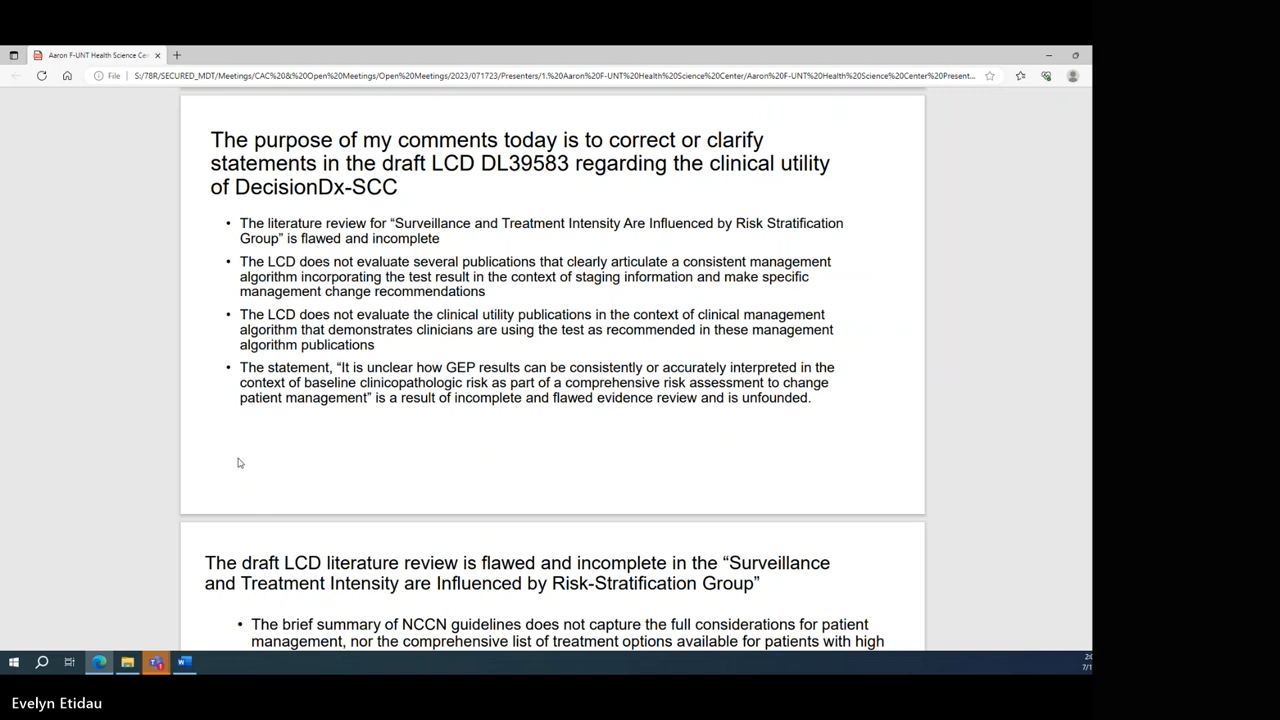 Aaron F-UNT Health Science Ce
File
S:/78R/SECURED_MDT/Meetings/CAC%20&%20Open%20Meetings/Open%20Meetings/2023/071723/Presenters/1.%20Aaron%20F-UNT%20Health%20Science%20Center/Aaron%20F-UNT%20Health%20Science%20Center%20Present...
The purpose of my comments today is to correct or clarify
statements in the draft LCD DL39583 regarding the clinical utility
of DecisionDx-SCC
• The literature review for “Surveillance and Treatment Intensity Are Influenced by Risk Stratification
Group” is flawed and incomplete
• The LCD does not evaluate several publications that clearly articulate a consistent management
algorithm incorporating the test result in the context of staging information and make specific
management change recommendations
• The LCD does not evaluate the clinical utility publications in the context of clinical management
algorithm that demonstrates clinicians are using the test as recommended in these management
algorithm publications
• The statement, “It is unclear how GEP results can be consistently or accurately interpreted in the
context of baseline clinicopathologic risk as part of a comprehensive risk assessment to change
patient management” is a result of incomplete and flawed evidence review and is unfounded.
The draft LCD literature review is flawed and incomplete in the “Surveillance
and Treatment Intensity are Influenced by Risk-Stratification Group”
• The brief summary of NCCN guidelines does not capture the full considerations for patient
management, nor the comprehensive list of treatment options available for patients with high
Evelyn Etidau